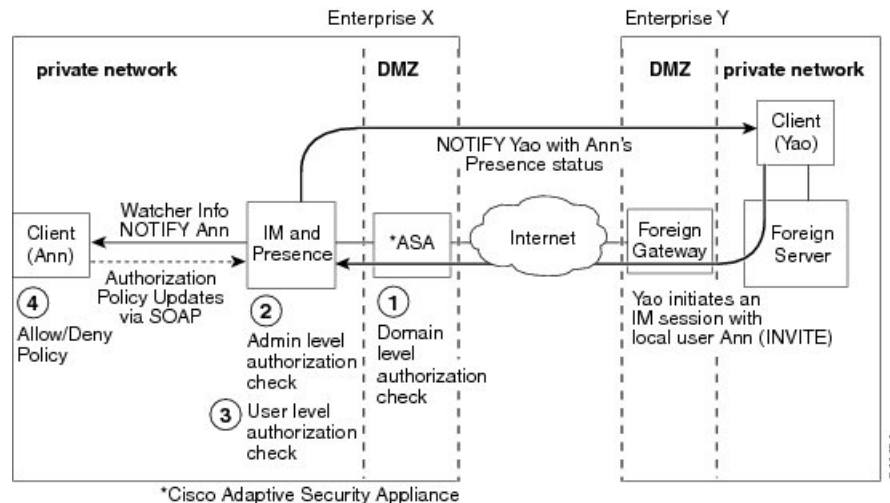 Enterprise X
Enterprise Y
private network
DMZ
DMZ
private network
Client
(Yao)
NOTIFY Yao with Ann's
Presence status
Watcher Info
NOTIFY Ann
Client
(Ann)
IM and
Presence
*ASA
Internet
Foreign
Gateway
Foreign
Server
Authorization
Policy Updates
via SOAP
4
Allow/Deny
Policy
2
Admin level
authorization
check
3
User level
authorization
check
1
Domain
level
authorization
check
Yao initiates an
IM session with
local user Ann (INVITE)
*Cisco Adaptive Security Appliance